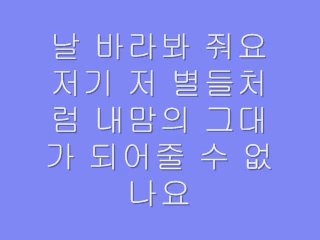 날 바라봐 줘요
저기 저 별들처
럼 내맘의 그대
가 되어줄 수 없
나요